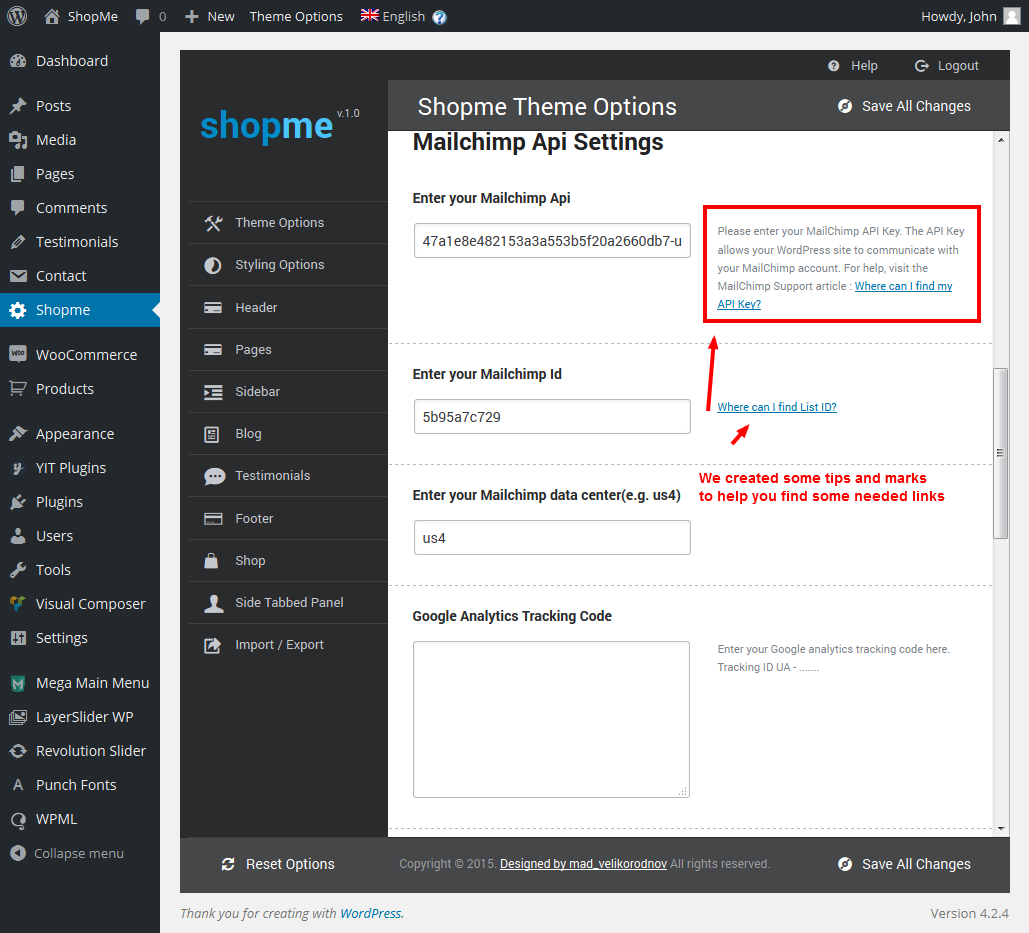 ShopMe
0
New
Theme Options
English
Howdy, John
Dashboard
Posts
Media
Pages
Comments
Testimonials
Contact
Shopme
WooCommerce
Products
Appearance
YIT Plugins
Plugins
Users
Tools
Visual Composer
Settings
Mega Main Menu
LayerSlider WP
Revolution Slider
Punch Fonts
WPML
Collapse menu
Help
Logout
shopme v.1.0
Shopme Theme Options
Save All Changes
Theme Options
Styling Options
Header
Pages
Sidebar
Blog
Testimonials
Footer
Shop
Side Tabbed Panel
Import / Export
Mailchimp Api Settings
Enter your Mailchimp Api
47a1e8e482153a3a553b5f20a2660db7-u
Please enter your MailChimp API Key. The API Key
allows your WordPress site to communicate with
your MailChimp account. For help, visit the
MailChimp Support article : Where can I find my
API Key?
Enter your Mailchimp Id
5b95a7c729
Where can I find List ID?
We created some tips and marks
to help you find some needed links
Enter your Mailchimp data center(e.g. us4)
us4
Google Analytics Tracking Code
Enter your Google analytics tracking code here.
Tracking ID UA - .......
Reset Options
Copyright © 2015. Designed by mad_velikorodnov All rights reserved.
Save All Changes
Thank you for creating with WordPress.
Version 4.2.4